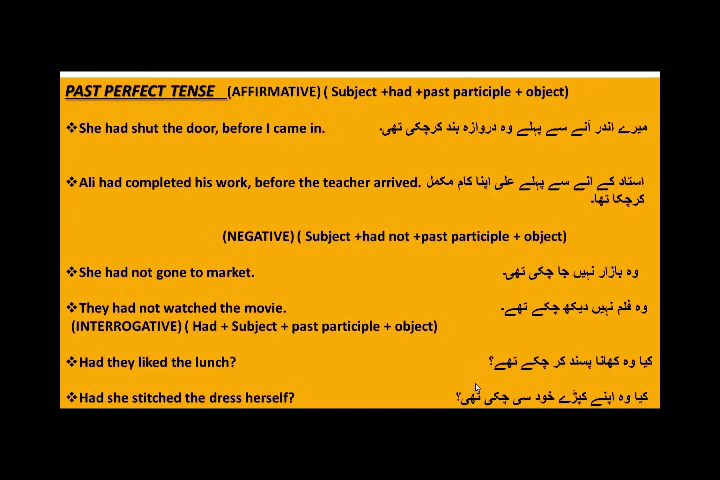 PAST PERFECT TENSE (AFFIRMATIVE) ( Subject +had +past participle + object)
❖She had shut the door, before I came in. میرے اندر آنے سے پہلے وہ دروازہ بند کرچکی تھی۔
❖Ali had completed his work, before the teacher arrived. استاد کے انے سے پہلے علی اپنا کام مکمل
کرچکا تھا۔
(NEGATIVE) ( Subject +had not +past participle + object)
❖She had not gone to market. وہ بازار نہیں جا چکی تھی۔
❖They had not watched the movie. وہ فلم نہیں دیکھ چکے تھے۔
(INTERROGATIVE) ( Had + Subject + past participle + object)
❖Had they liked the lunch? کیا وہ کھانا پسند کر چکے تھے؟
❖Had she stitched the dress herself? کیا وہ اپنے کپڑے خود سی چکی تھی؟